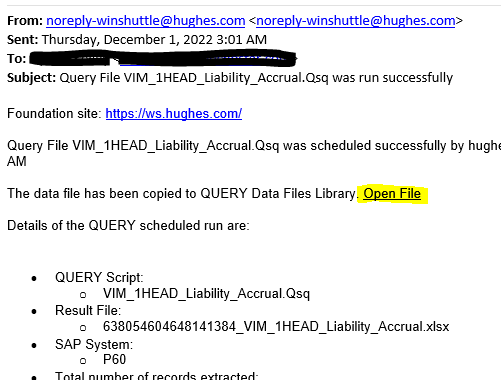 From: noreply-winshuttle@hughes.com <noreply-winshuttle@hughes.com>
Sent: Thursday, December 1, 2022 3:01 AM
To:
Subject: Query File VIM_1HEAD_Liability_Accrual.Qsq was run successfully
Foundation site: https://ws.hughes.com/
Query File VIM_1HEAD_Liability_Accrual.Qsq was scheduled successfully by hughe
AM
The data file has been copied to QUERY Data Files Library. Open File
Details of the QUERY scheduled run are:
• QUERY Script:
o VIM_1HEAD_Liability_Accrual.Qsq
• Result File:
o 638054604648141384_VIM_1HEAD_Liability_Accrual.xlsx
• SAP System:
o P60
• Total number of records extracted: